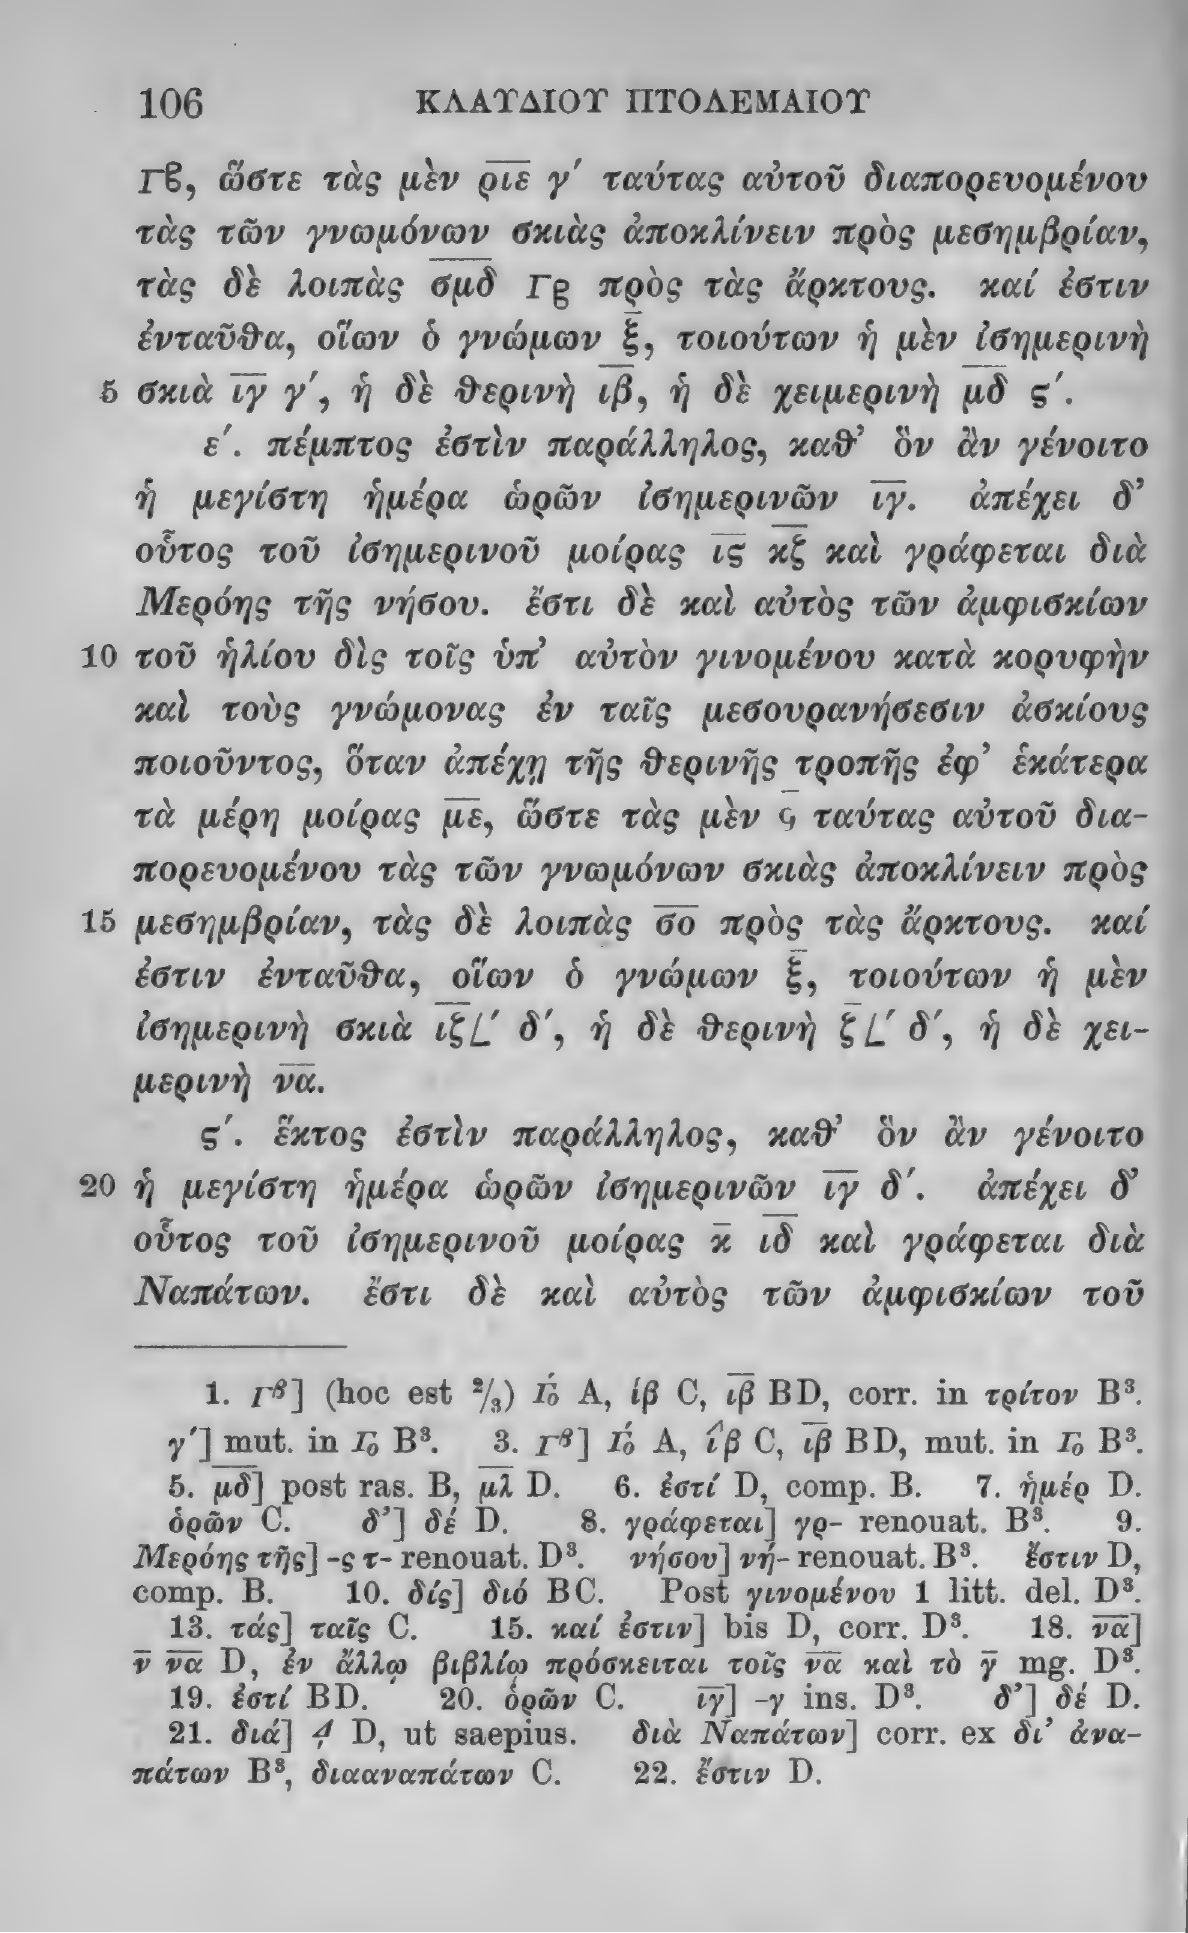 106 ΚΛΑΥΔΙΟΥ ΠΤΟΛΕΜΑΙΟΥ
Γβ, ὥστε τὰς μὲν ρ̅ι̅ε̅ γ′ ταύτας αὐτοῦ διαπορευομένου
τὰς τῶν γνωμόνων σκιὰς ἀποκλίνειν πρὸς μεσημβρίαν,
τὰς δὲ λοιπὰς σ̅μ̅δ̅ Γβ πρὸς τὰς ἄρκτους. καί ἐστιν
ἐνταῦθα, οἵων ὁ γνώμων ξ̅, τοιούτων ἡ μὲν ἰσημερινὴ
5 σκιὰ ι̅γ̅ γ′, ἡ δὲ θερινὴ ι̅β̅, ἡ δὲ χειμερινὴ μ̅δ̅ ϛ′.
ε′. πέμπτος ἐστὶν παράλληλος, καθ’ ὃν ἂν γένοιτο
ἡ μεγίστη ἡμέρα ὡρῶν ἰσημερινῶν ι̅γ̅. ἀπέχει δ’
οὗτος τοῦ ἰσημερινοῦ μοίρας ι̅ϛ̅ κ̅ζ̅ καὶ γράφεται διὰ
Μερόης τῆς νήσου. ἔστι δὲ καὶ αὐτὸς τῶν ἀμφισκίων
10 τοῦ ἡλίου δὶς τοῖς ὑπ’ αὐτὸν γινομένου κατὰ κορυφὴν
καὶ τοὺς γνώμονας ἐν ταῖς μεσουρανήσεσιν ἀσκίους
ποιοῦντος, ὅταν ἀπέχῃ τῆς θερινῆς τροπῆς ἐφ’ ἑκάτερα
τὰ μέρη μοίρας μ̅ε̅, ὥστε τὰς μὲν ϟ̅ ταύτας αὐτοῦ δια-
πορευομένου τὰς τῶν γνωμόνων σκιὰς ἀποκλίνειν πρὸς
15 μεσημβρίαν, τὰς δὲ λοιπὰς σ̅ο̅ πρὸς τὰς ἄρκτους. καί
ἐστιν ἐνταῦθα, οἵων ὁ γνώμων ξ̅, τοιούτων ἡ μὲν
ἰσημερινὴ σκιὰ ι̅ζ̅ 𐅵′ δ′, ἡ δὲ θερινὴ ζ̅ 𐅵′ δ′, ἡ δὲ χει-
μερινὴ ν̅α̅.
ϛ′. ἕκτος ἐστὶν παράλληλος, καθ’ ὃν ἂν γένοιτο
20 ἡ μεγίστη ἡμέρα ὡρῶν ἰσημερινῶν ι̅γ̅ δ′. ἀπέχει δ’
οὗτος τοῦ ἰσημερινοῦ μοίρας κ̅ ι̅δ̅ καὶ γράφεται διὰ
Ναπάτων. ἔστι δὲ καὶ αὐτὸς τῶν ἀμφισκίων τοῦ
1. Γβ] (hoc est ²/₃) Γό A, ίβ C, ι̅β̅ BD, corr. in τρίτον B³.
γ′] mut. in Γο B³. 3. Γβ] Γό A, ι̂β C, ι̅β̅ BD, mut. in Γο B³.
5. μ̅δ̅] post ras. B, μ̅λ̅ D. 6. ἐστί D, comp. B. 7. ἡμέρ D.
ὁρῶν C. δ’] δέ D. 8. γράφεται] γρ- renouat. B³. 9.
Μερόης τῆς] -ς τ- renouat. D³. νήσου] νή- renouat. B³. ἔστιν D,
comp. B. 10. δίς] διό BC. Post γινομένου 1 litt. del. D³.
13. τάς] ταῖς C. 15. καί ἐστιν] bis D, corr. D³. 18. ν̅α̅]
ν̅ ν̅α̅ D, ἐν ἄλλῳ βιβλίῳ πρόσκειται τοῖς ν̅α̅ καὶ τὸ γ̅ mg. D³.
19. ἐστί BD. 20. ὁρῶν C. ι̅γ̅] -γ ins. D³. δ’] δέ D.
21. διά] D, ut saepius. διὰ Ναπάτων] corr. ex δι’ ἀνα-
πάτων B³, διααναπάτων C. 22. ἔστιν D.